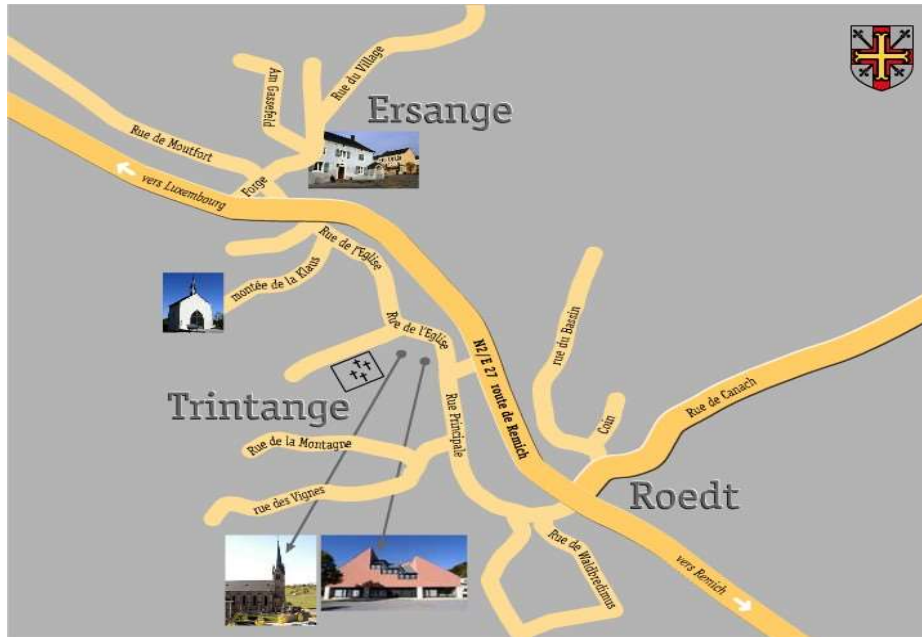 Am Gassefeld
Rue du Village
Ersange
Rue de Moutfort
Forge
vers Luxembourg
Rue de l'Eglise
montée de la Klaus
Rue de l'Eglise
N2/E 27 route de Remich
rue du Bassin
Coin
Rue de Canach
Trintange
Rue Principale
Rue de la Montagne
rue des Vignes
Roedt
Rue de Waldbredimus
vers Remich